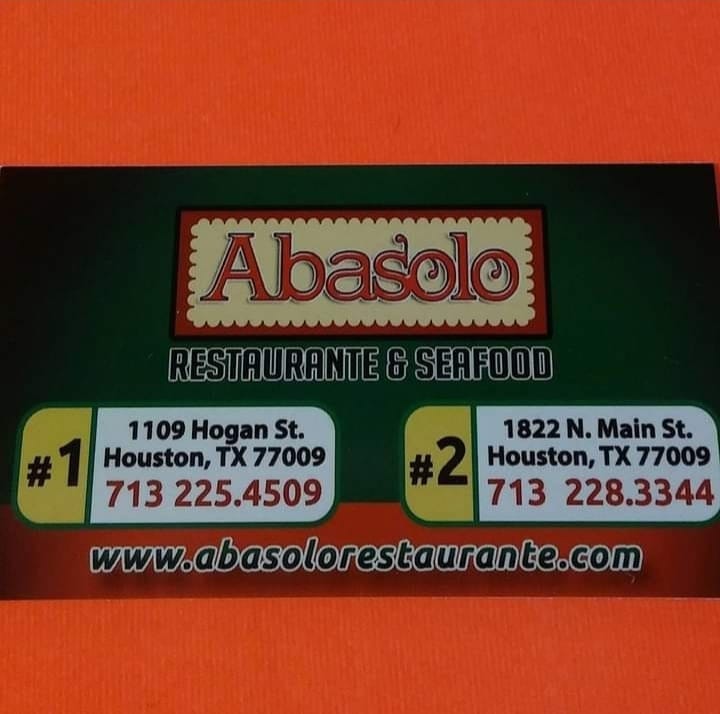 Abasolo
RESTAURANTE & SEAFOOD
#1
1109 Hogan St.
Houston, TX 77009
713 225.4509
#2
1822 N. Main St.
Houston, TX 77009
713 228.3344
www.abasolorestaurante.com